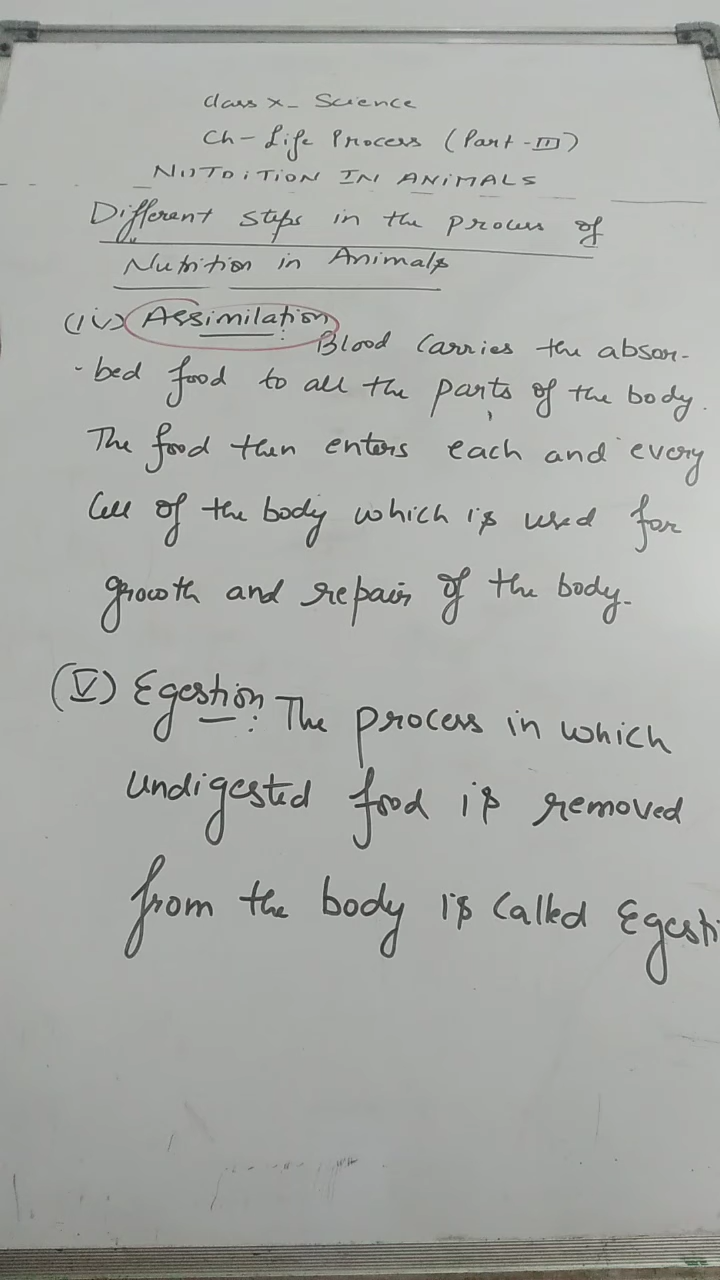 Class X- Science
Ch- Life Process (Part-III)
NUTRITION IN ANIMALS
Different steps in the process of
Nutrition in Animals
(iv) Assimilation:
Blood carries the absor-
-bed food to all the parts of the body.
The food then enters each and every
Cell of the body which is used for
growth and repair of the body.
(V) Egestion: The process in which
undigested food is removed
from the body is called Egesti